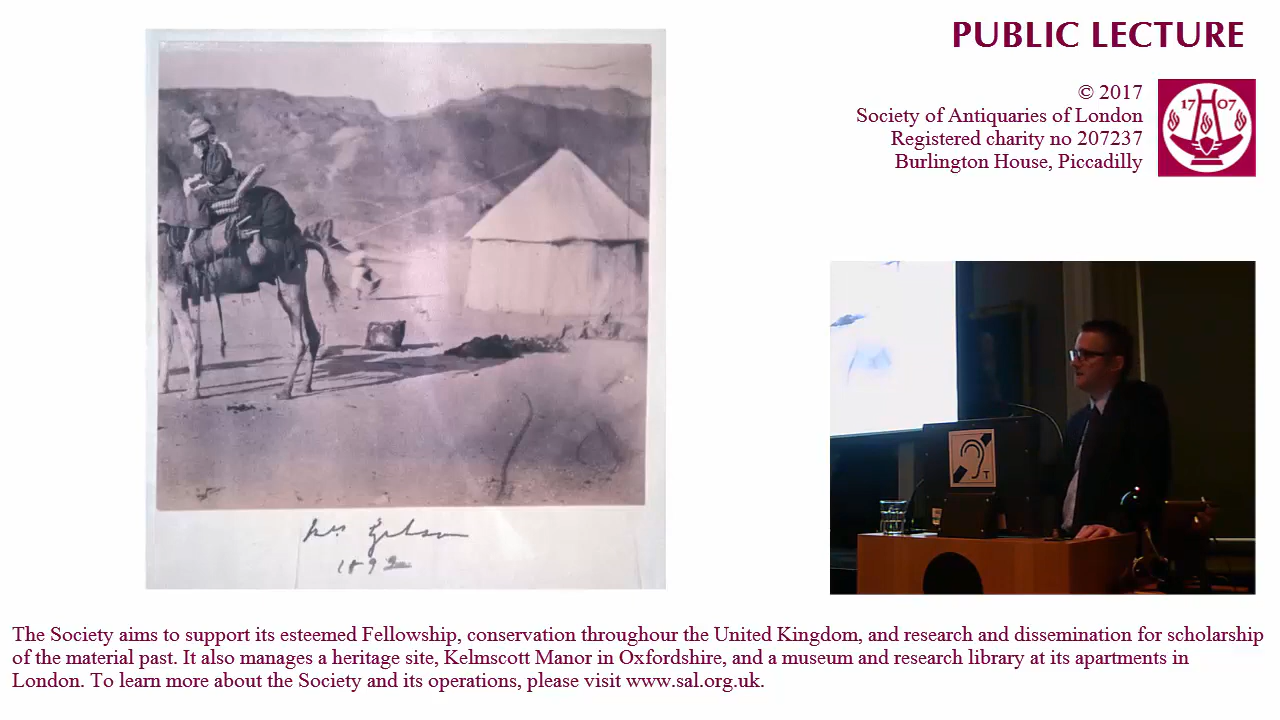 PUBLIC LECTURE
© 2017
Society of Antiquaries of London
Registered charity no 207237
Burlington House, Piccadilly
17 07
T
Mrs Gibson
1892
The Society aims to support its esteemed Fellowship, conservation throughour the United Kingdom, and research and dissemination for scholarship
of the material past. It also manages a heritage site, Kelmscott Manor in Oxfordshire, and a museum and research library at its apartments in
London. To learn more about the Society and its operations, please visit www.sal.org.uk.